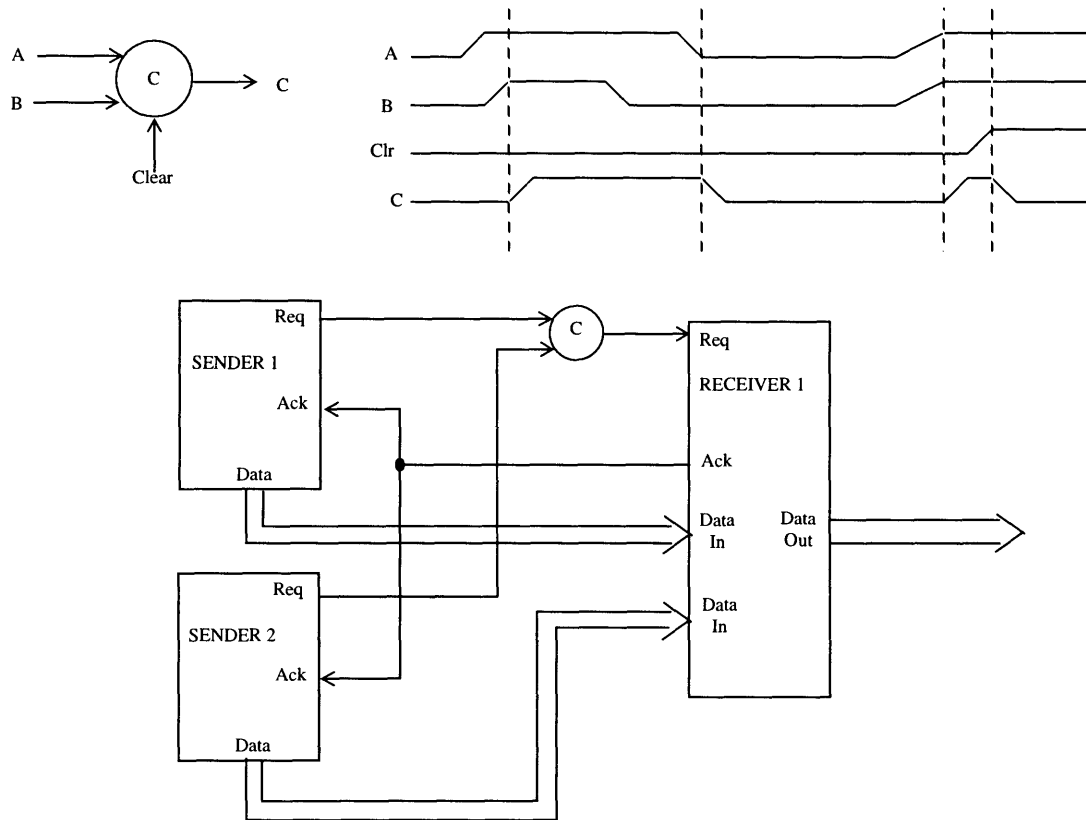 A
B
C
C
Clear
A
B
Clr
C
Req
SENDER 1
Ack
Data
C
Req
RECEIVER 1
Ack
Data
In
Data
Out
Data
In
Req
SENDER 2
Ack
Data